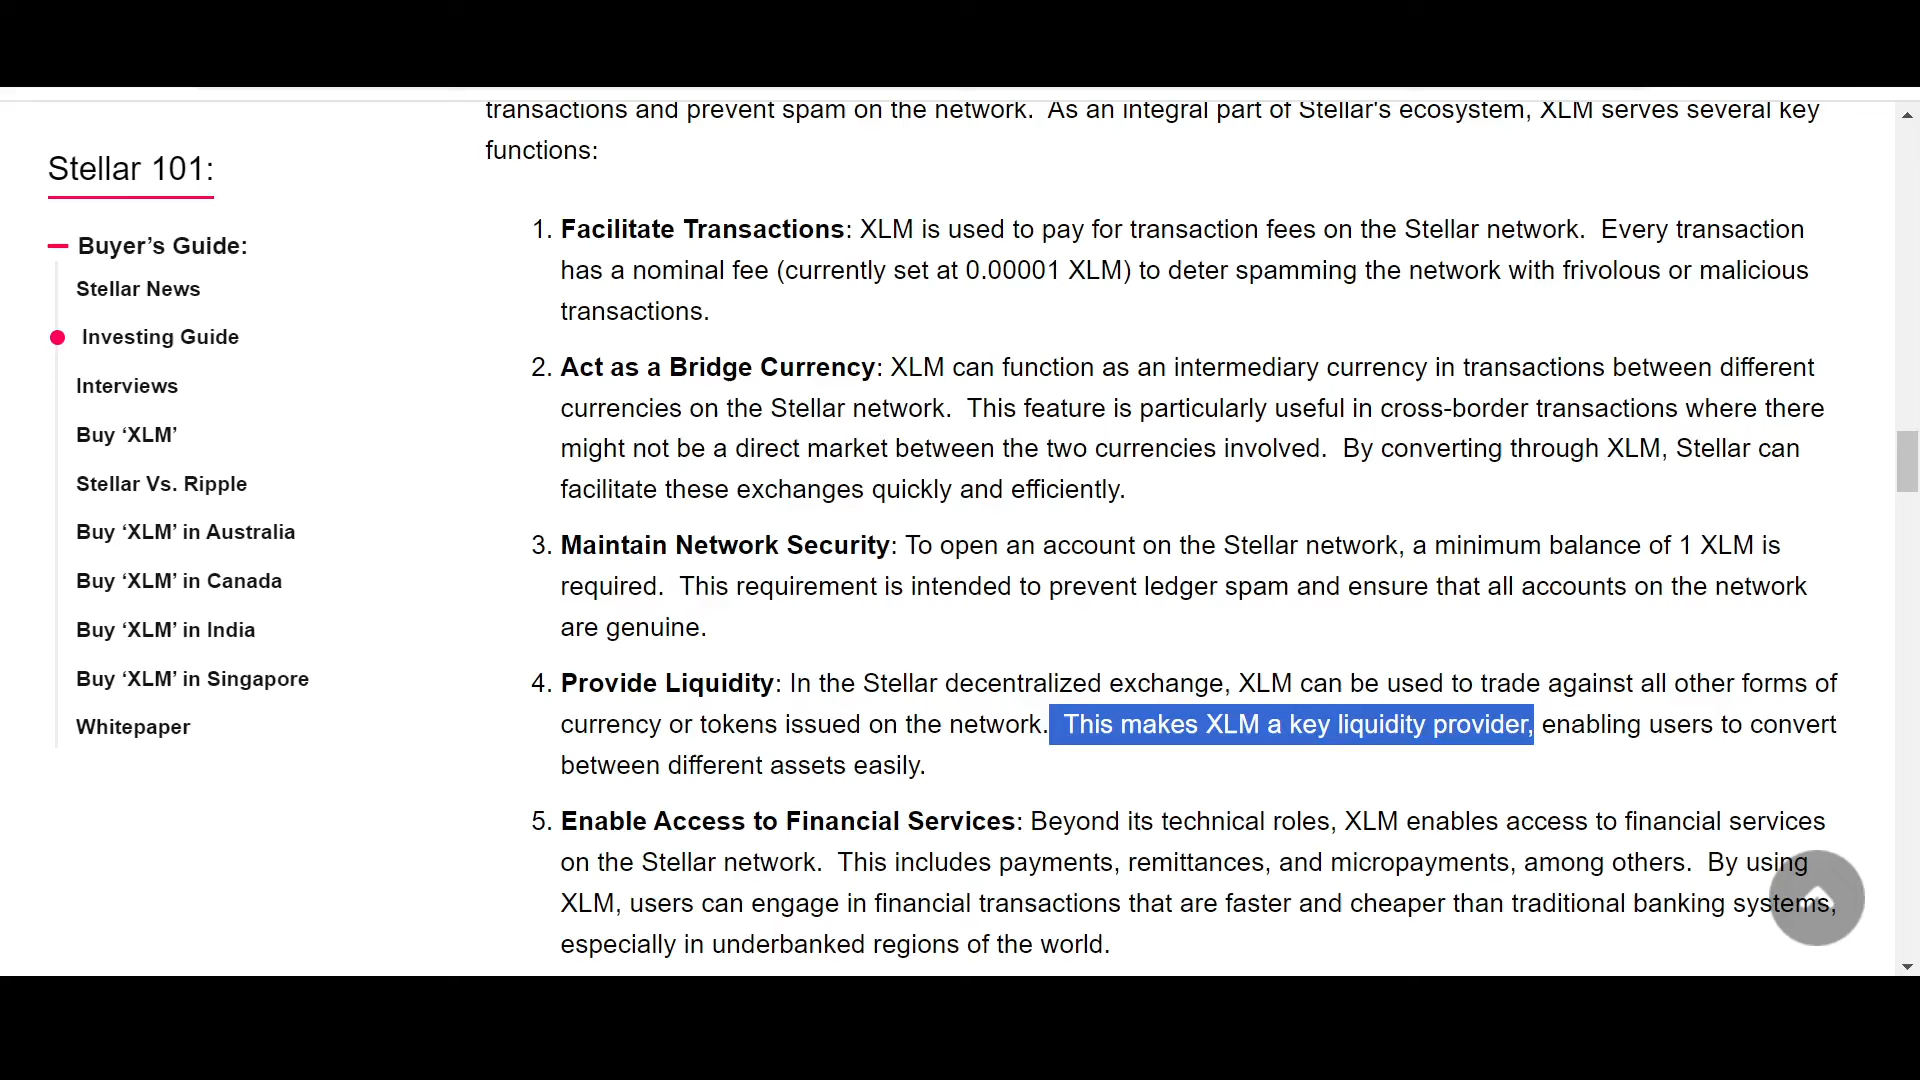 transactions and prevent spam on the network.  As an integral part of Stellar's ecosystem, XLM serves several key
functions:
Stellar 101:
Buyer’s Guide:
Stellar News
Investing Guide
Interviews
Buy ‘XLM’
Stellar Vs. Ripple
Buy ‘XLM’ in Australia
Buy ‘XLM’ in Canada
Buy ‘XLM’ in India
Buy ‘XLM’ in Singapore
Whitepaper
1. Facilitate Transactions: XLM is used to pay for transaction fees on the Stellar network.  Every transaction
has a nominal fee (currently set at 0.00001 XLM) to deter spamming the network with frivolous or malicious
transactions.
2. Act as a Bridge Currency: XLM can function as an intermediary currency in transactions between different
currencies on the Stellar network.  This feature is particularly useful in cross-border transactions where there
might not be a direct market between the two currencies involved.  By converting through XLM, Stellar can
facilitate these exchanges quickly and efficiently.
3. Maintain Network Security: To open an account on the Stellar network, a minimum balance of 1 XLM is
required.  This requirement is intended to prevent ledger spam and ensure that all accounts on the network
are genuine.
4. Provide Liquidity: In the Stellar decentralized exchange, XLM can be used to trade against all other forms of
currency or tokens issued on the network.  This makes XLM a key liquidity provider, enabling users to convert
between different assets easily.
5. Enable Access to Financial Services: Beyond its technical roles, XLM enables access to financial services
on the Stellar network.  This includes payments, remittances, and micropayments, among others.  By using
XLM, users can engage in financial transactions that are faster and cheaper than traditional banking systems,
especially in underbanked regions of the world.